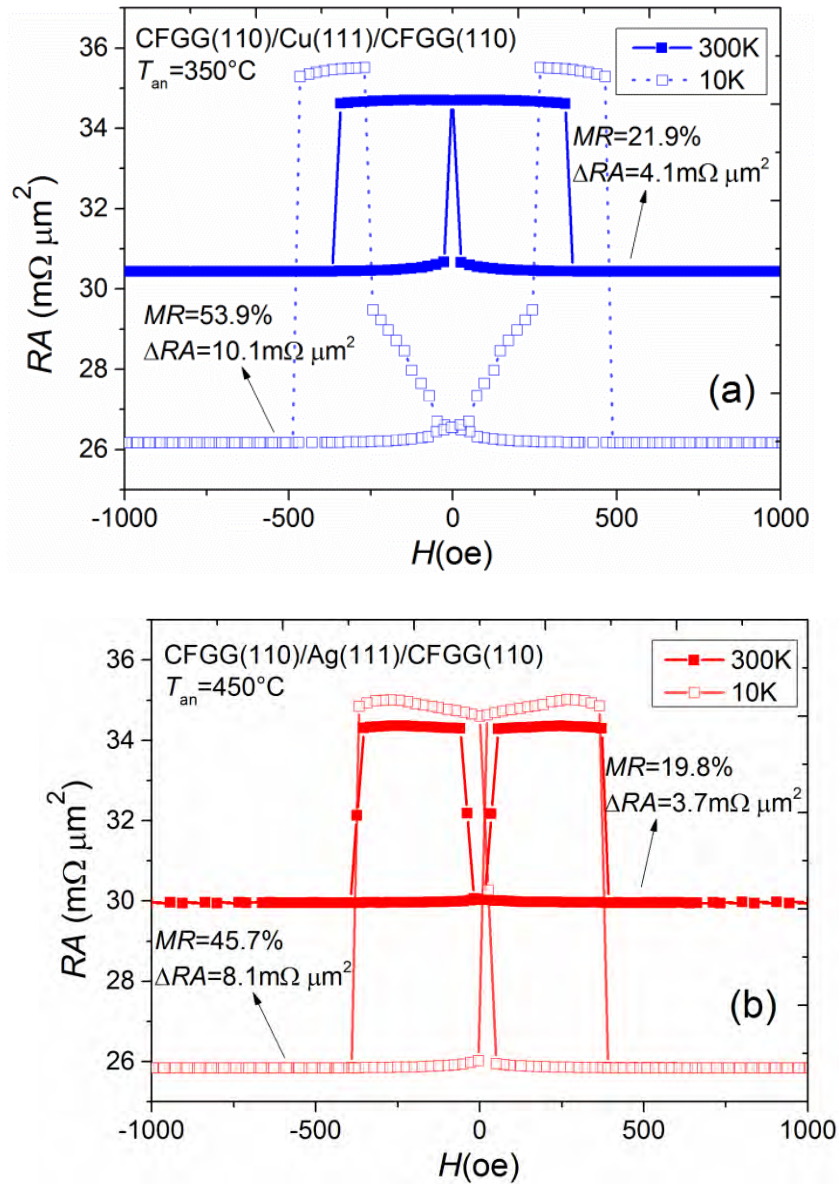 CFGG(110)/Cu(111)/CFGG(110)
T_an=350°C
300K
10K
MR=21.9%
ΔRA=4.1mΩ μm²
MR=53.9%
ΔRA=10.1mΩ μm²
(a)
RA (mΩ μm²)
36
34
32
30
28
26
-1000 -500 0 500 1000
H(oe)
CFGG(110)/Ag(111)/CFGG(110)
T_an=450°C
300K
10K
MR=19.8%
ΔRA=3.7mΩ μm²
MR=45.7%
ΔRA=8.1mΩ μm²
(b)
RA (mΩ μm²)
36
34
32
30
28
26
-1000 -500 0 500 1000
H(oe)